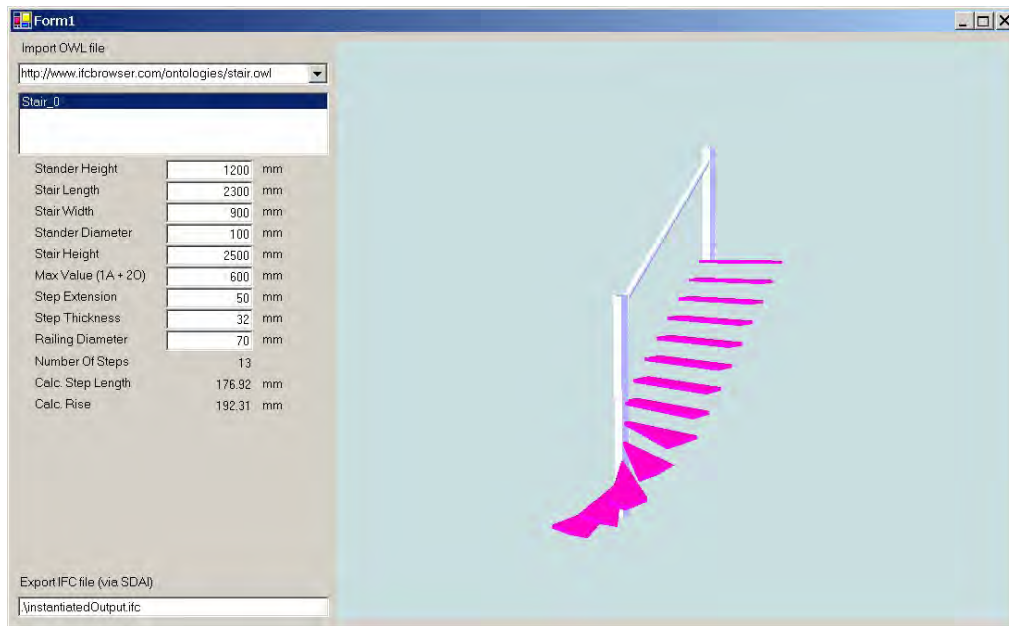 Form1
Import OWL file
http://www.ifcbrowser.com/ontologies/stair.owl
Stair_0
Stander Height 1200 mm
Stair Length 2300 mm
Stair Width 900 mm
Stander Diameter 100 mm
Stair Height 2500 mm
Max Value (1A + 2O) 600 mm
Step Extension 50 mm
Step Thickness 32 mm
Railing Diameter 70 mm
Number Of Steps 13
Calc. Step Length 176.92 mm
Calc. Rise 192.31 mm
Export IFC file (via SDAI)
.\instantiatedOutput.ifc